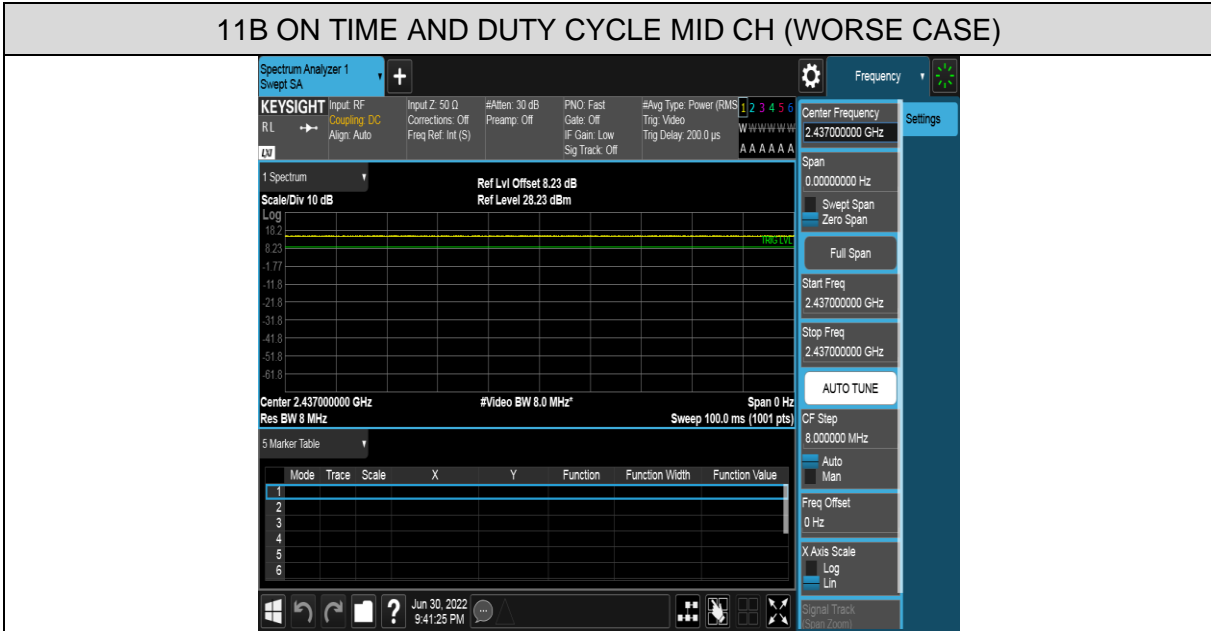 11B ON TIME AND DUTY CYCLE MID CH (WORSE CASE)
Spectrum Analyzer 1
Swept SA
+
Frequency
KEYSIGHT
RL
LXI
Input: RF
Coupling: DC
Align: Auto
Input Z: 50 Ω
Corrections: Off
Freq Ref: Int (S)
#Atten: 30 dB
Preamp: Off
PNO: Fast
Gate: Off
IF Gain: Low
Sig Track: Off
#Avg Type: Power (RMS
Trig: Video
Trig Delay: 200.0 µs
1 2 3 4 5 6
W W W W W W
A A A A A A
Center Frequency
2.437000000 GHz
Settings
Span
0.00000000 Hz
Swept Span
Zero Span
Full Span
Start Freq
2.437000000 GHz
Stop Freq
2.437000000 GHz
AUTO TUNE
CF Step
8.000000 MHz
Auto
Man
Freq Offset
0 Hz
X Axis Scale
Log
Lin
Signal Track
(Span Zoom)
1 Spectrum
Scale/Div 10 dB
Ref Lvl Offset 8.23 dB
Ref Level 28.23 dBm
Log
18.2
8.23
-1.77
-11.8
-21.8
-31.8
-41.8
-51.8
-61.8
TRIG LVL
Center 2.437000000 GHz
#Video BW 8.0 MHz*
Span 0 Hz
Res BW 8 MHz
Sweep 100.0 ms (1001 pts)
5 Marker Table
Mode Trace Scale X Y Function Function Width Function Value
1
2
3
4
5
6
?
Jun 30, 2022
9:41:25 PM